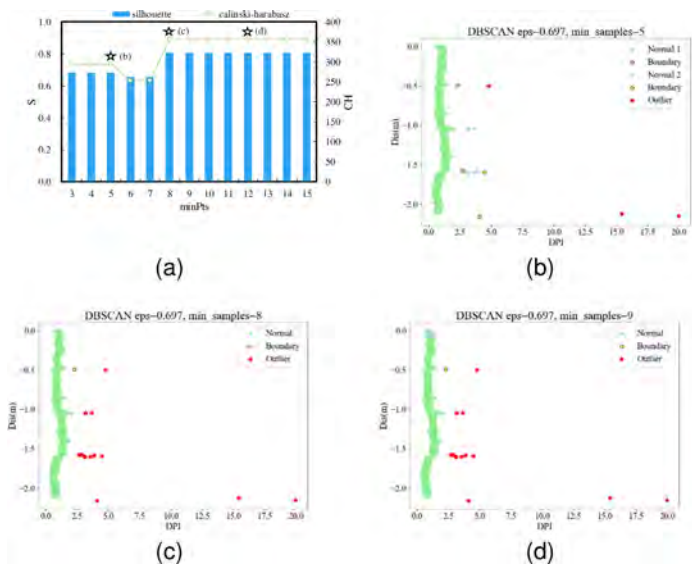 silhouette calinski-harabasz
1.0 400
0.8 350
300
0.6 250
200
0.4 150
0.2 100
50
0.0 0
S
CH
(b)
(c)
(d)
3 4 5 6 7 8 9 10 11 12 13 14 15
minPts
(a)
DBSCAN eps=0.697, min_samples=5
Normal 1
Boundary
Normal 2
Boundary
Outlier
0.0
−0.5
−1.0
−1.5
−2.0
Du(m)
0.0 2.5 5.0 7.5 10.0 12.5 15.0 17.5 20.0
DPI
(b)
DBSCAN eps=0.697, min_samples=8
Normal
Boundary
Outlier
0.0
−0.5
−1.0
−1.5
−2.0
Du(m)
0.0 2.5 5.0 7.5 10.0 12.5 15.0 17.5 20.0
DPI
(c)
DBSCAN eps=0.697, min_samples=9
Normal
Boundary
Outlier
0.0
−0.5
−1.0
−1.5
−2.0
Du(m)
0.0 2.5 5.0 7.5 10.0 12.5 15.0 17.5 20.0
DPI
(d)